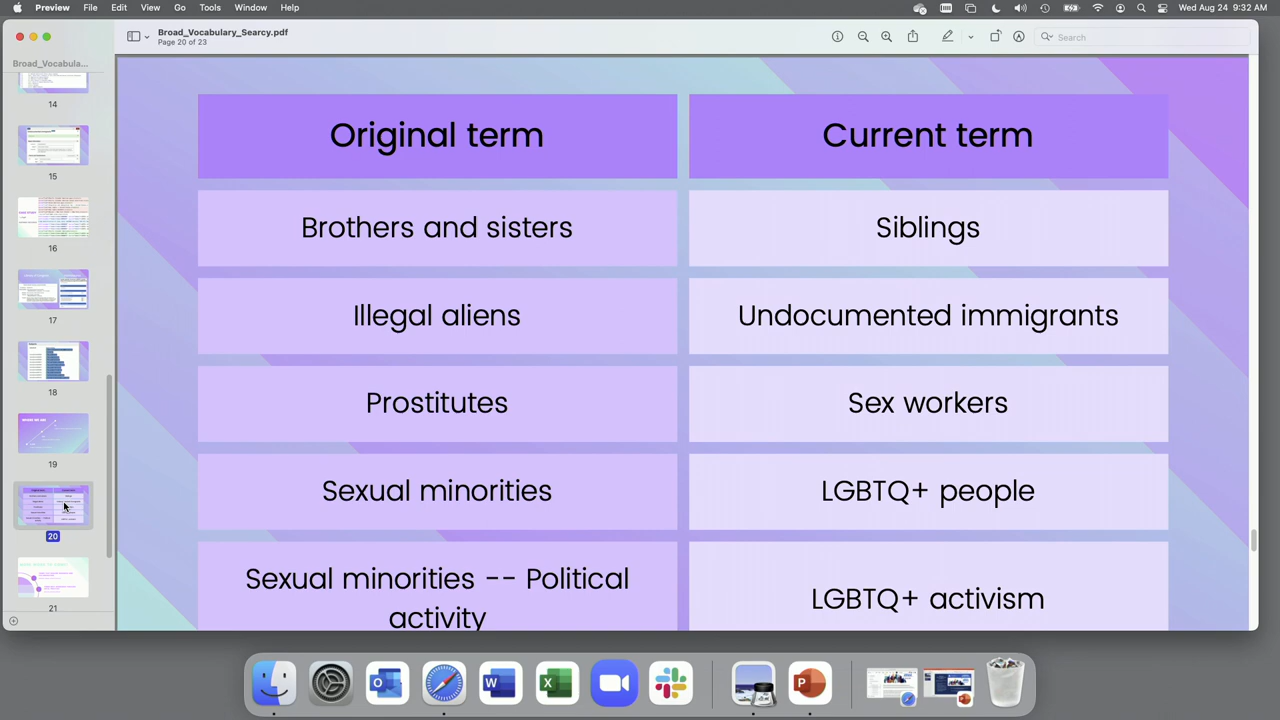 Preview File Edit View Go Tools Window Help
Wed Aug 24 9:32 AM
Broad_Vocabulary_Searcy.pdf
Page 20 of 23
Search
Broad_Vocabula...
14
15
16
17
18
19
20
21
Original term
Current term
Brothers and sisters
Siblings
Illegal aliens
Undocumented immigrants
Prostitutes
Sex workers
Sexual minorities
LGBTQ+ people
Sexual minorities -- Political
activity
LGBTQ+ activism